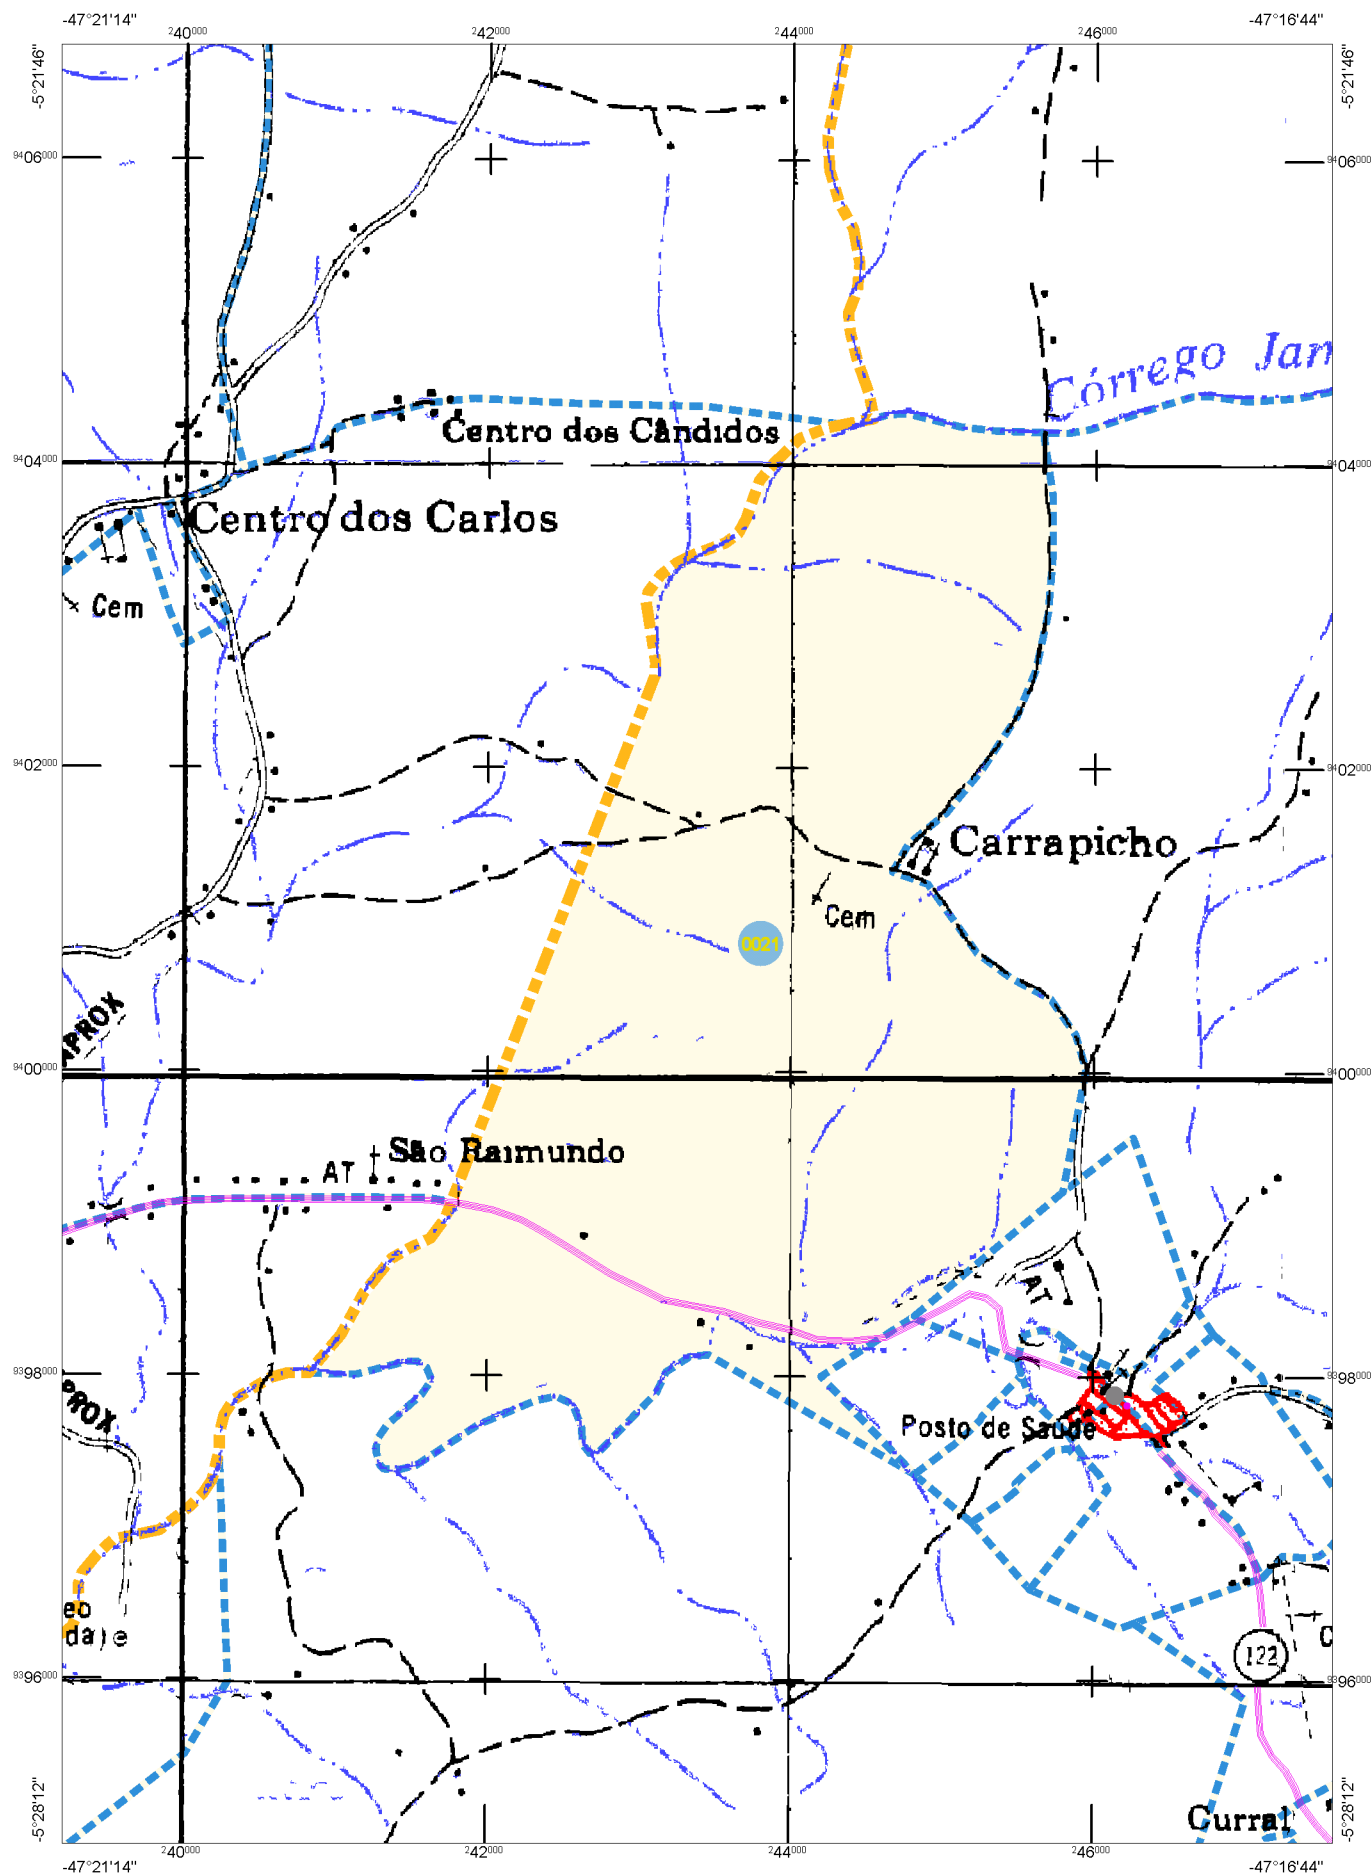 -47°21'14"
-47°16'44"
240000
242000
244000
246000
-5°21'46"
-5°21'46"
9406000
9406000
Córrego Jan
Centro dos Cândidos
9404000
9404000
Centro dos Carlos
Cem
9402000
9402000
Carrapicho
Cem
0021
APROX
9400000
9400000
São Raimundo
AT
AT
9398000
9398000
PROX
Posto de Saúde
eo
da)e
C
122
9396000
9396000
Curral
-5°28'12"
-5°28'12"
240000
242000
244000
246000
-47°21'14"
-47°16'44"